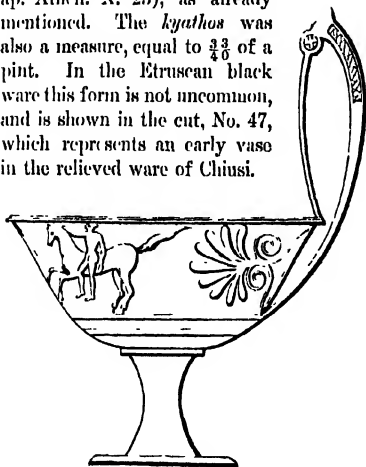 ap. Athen. X. 23), as already
mentioned. The kyathos was
also a measure, equal to 33/40 of a
pint. In the Etruscan black
ware this form is not uncommon,
and is shown in the cut, No. 47,
which represents an early vase
in the relieved ware of Chiusi.